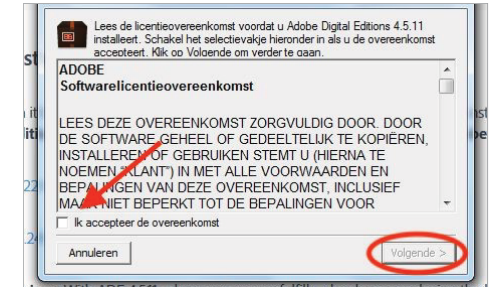 Lees de licentieovereenkomst voordat u Adobe Digital Editions 4.5.11
installeert. Schakel het selectievakje hieronder in als u de overeenkomst
accepteert. Klik op Volgende om verder te gaan.
ADOBE
Softwarelicentieovereenkomst
LEES DEZE OVEREENKOMST ZORGVULDIG DOOR. DOOR
DE SOFTWARE GEHEEL OF GEDEELTELIJK TE KOPIËREN,
INSTALLEREN OF GEBRUIKEN STEMT U (HIERNA TE
NOEMEN "KLANT") IN MET ALLE VOORWAARDEN EN
BEPALINGEN VAN DEZE OVEREENKOMST, INCLUSIEF
MAAR NIET BEPERKT TOT DE BEPALINGEN VOOR
Ik accepteer de overeenkomst
Annuleren
Volgende >